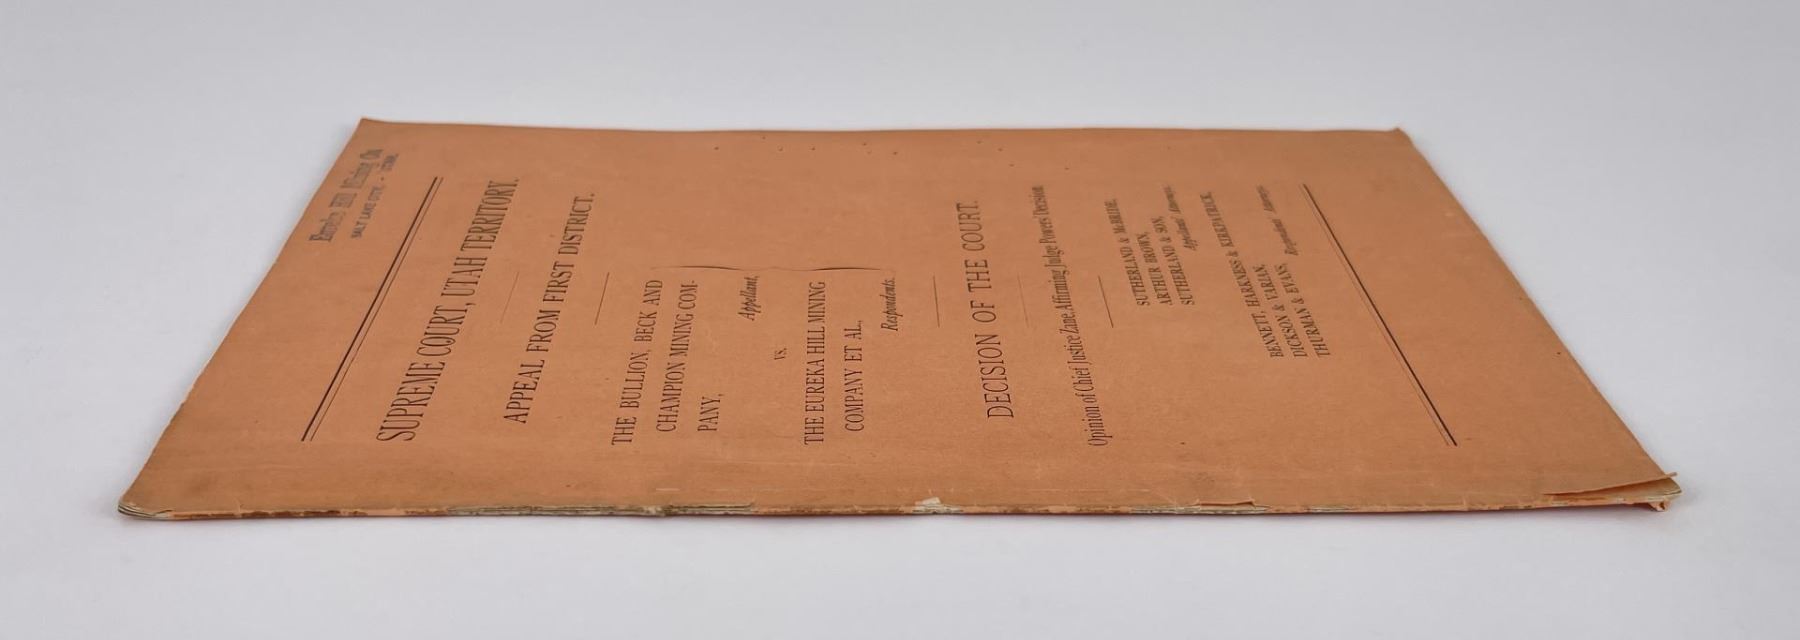 Eureka Hill Mining Co.
SALT LAKE CITY, - UTAH.
SUPREME COURT, UTAH TERRITORY.
APPEAL FROM FIRST DISTRICT.
THE BULLION, BECK AND
CHAMPION MINING COM-
PANY,
Appellant,
vs.
THE EUREKA HILL MINING
COMPANY ET AL,
Respondents.
DECISION OF THE COURT.
Opinion of Chief Justice Zane, Affirming Judge Powers Decision
SUTHERLAND & McBRIDE,
ARTHUR BROWN,
SUTHERLAND & SON,
Appellants' Attorneys.
BENNETT, HARKNESS & KIRKPATRICK,
DICKSON & VARIAN,
THURMAN & EVANS,
Respondents' Attorneys.